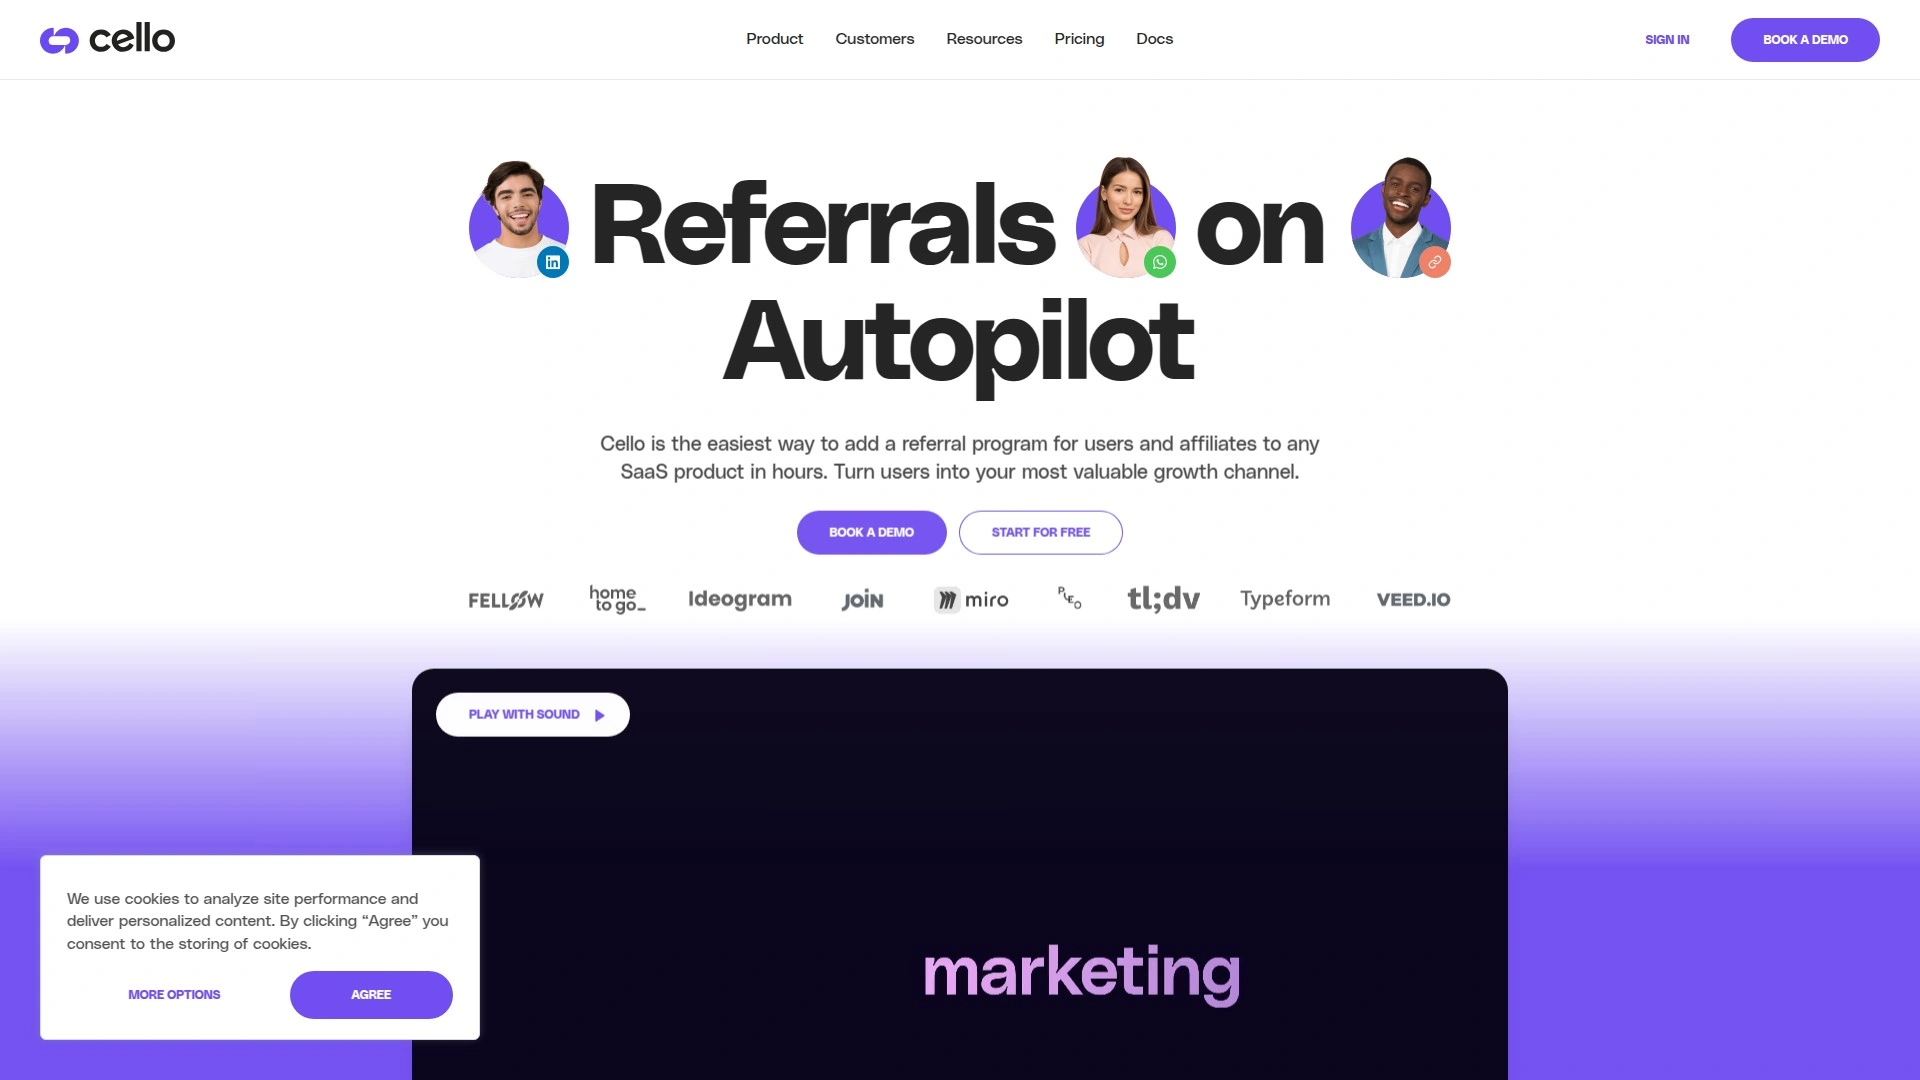 cello
Product
Customers
Resources
Pricing
Docs
SIGN IN
BOOK A DEMO
Referrals on
Autopilot
Cello is the easiest way to add a referral program for users and affiliates to any
SaaS product in hours. Turn users into your most valuable growth channel.
BOOK A DEMO
START FOR FREE
FELLOW
home
to go_
Ideogram
JOIN
miro
PLEO
tl;dv
Typeform
VEED.IO
PLAY WITH SOUND
marketing
We use cookies to analyze site performance and
deliver personalized content. By clicking “Agree” you
consent to the storing of cookies.
MORE OPTIONS
AGREE